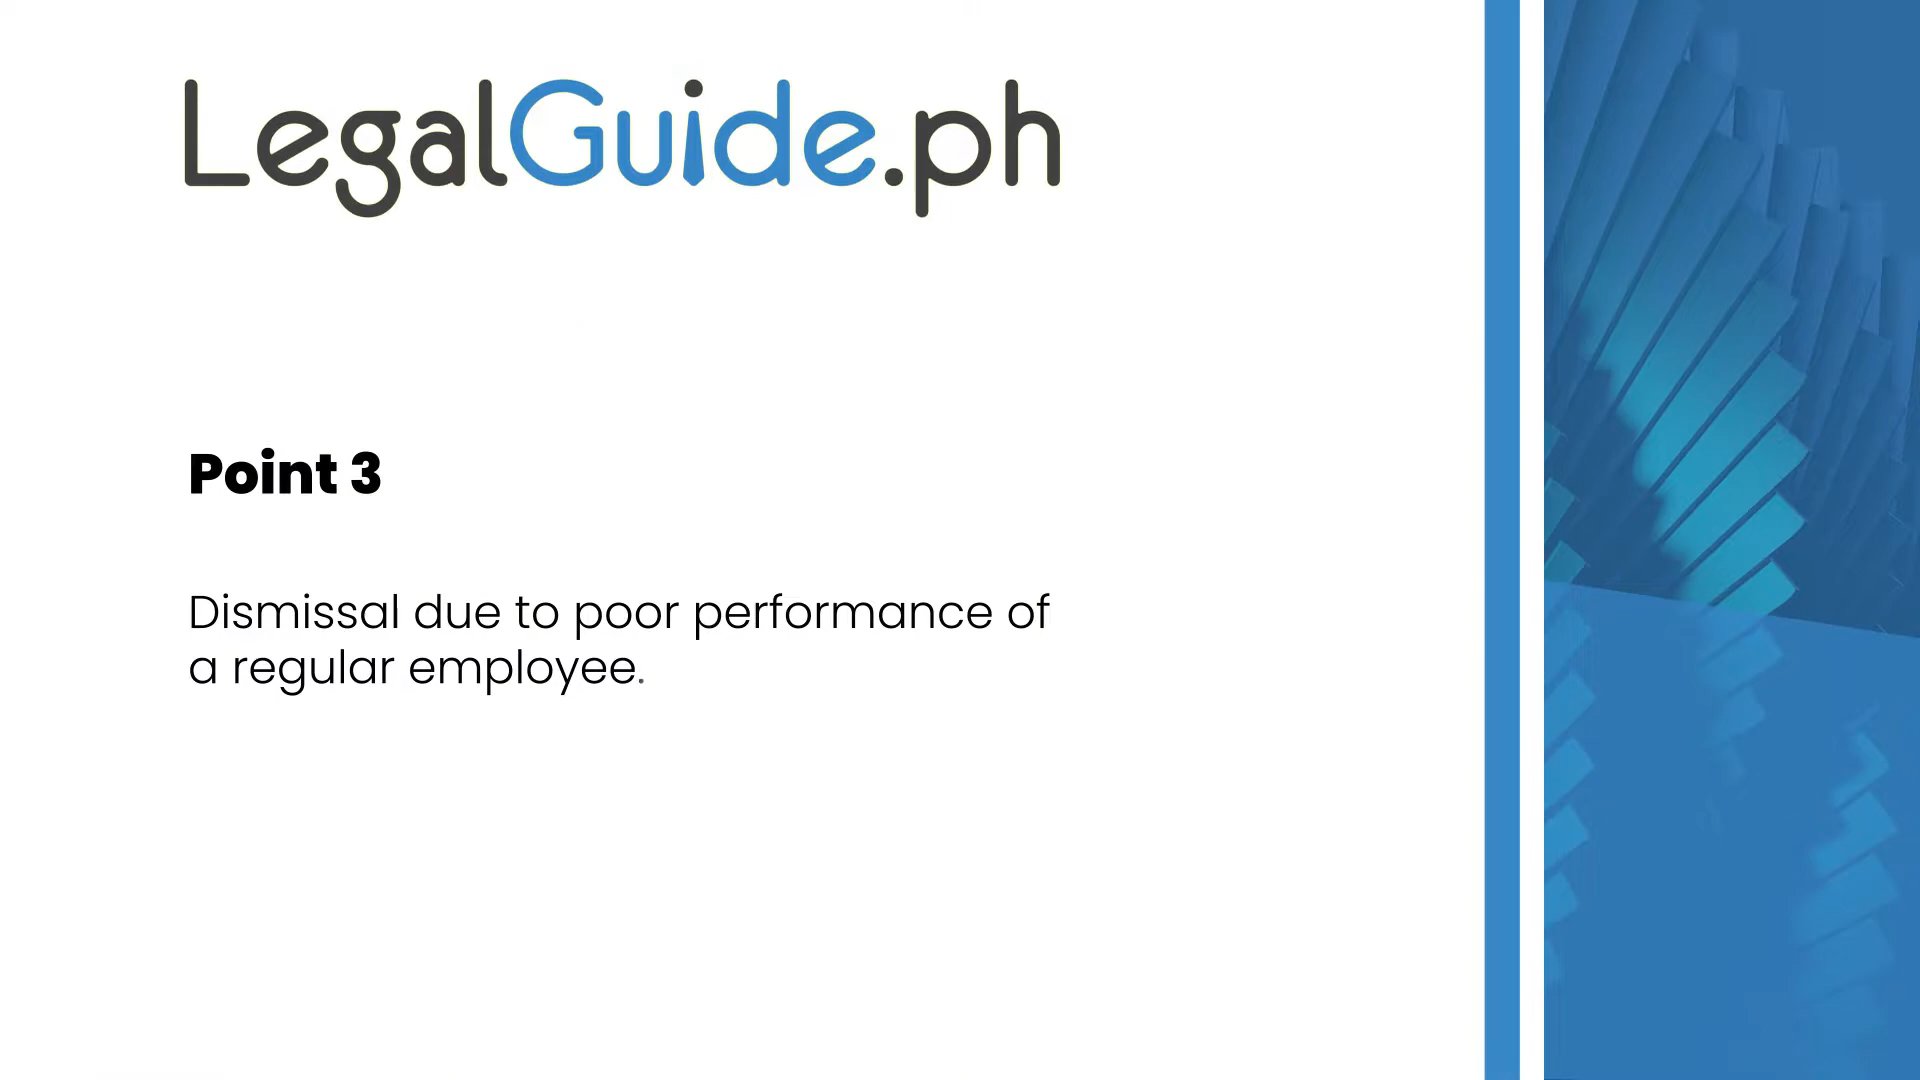 LegalGuide.ph
Point 3
Dismissal due to poor performance of
a regular employee.